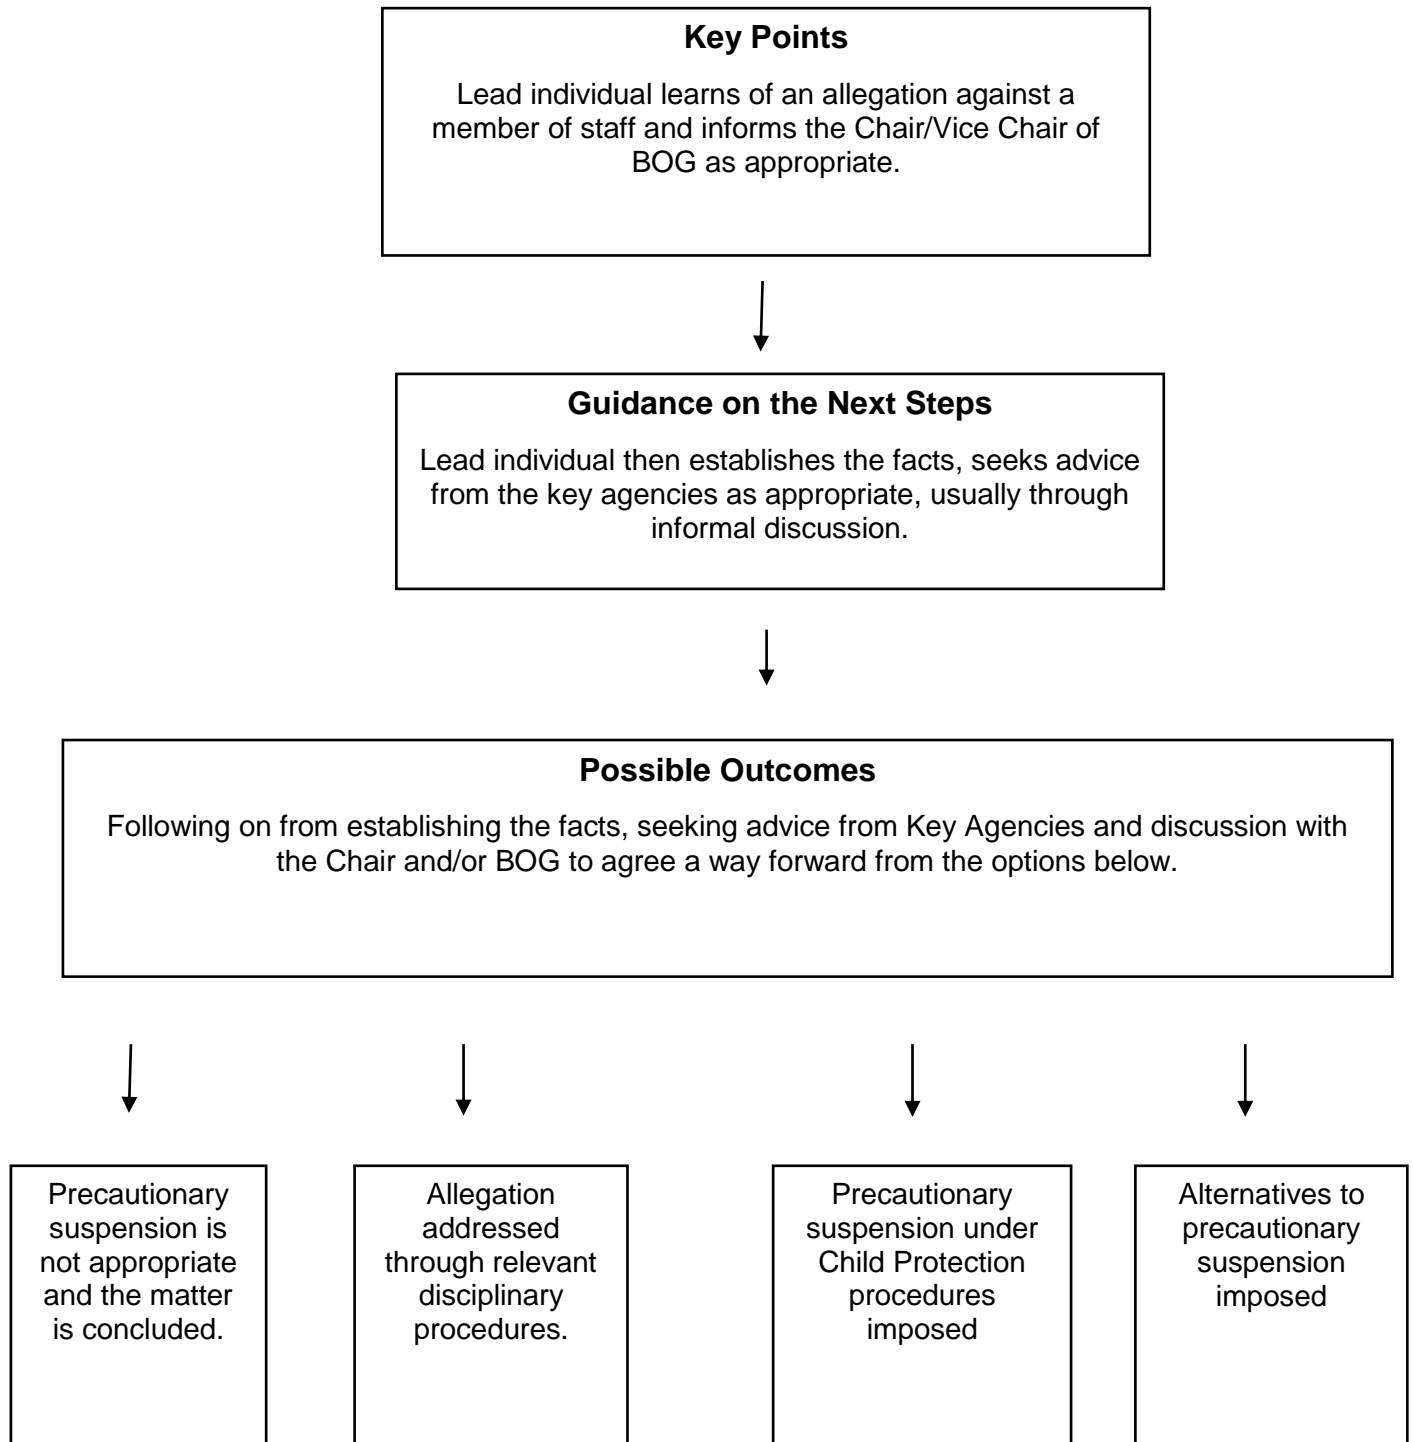 Key Points
Lead individual learns of an allegation against a
member of staff and informs the Chair/Vice Chair of
BOG as appropriate.
Guidance on the Next Steps
Lead individual then establishes the facts, seeks advice
from the key agencies as appropriate, usually through
informal discussion.
Possible Outcomes
Following on from establishing the facts, seeking advice from Key Agencies and discussion with
the Chair and/or BOG to agree a way forward from the options below.
Precautionary
suspension is
not appropriate
and the matter
is concluded.
Allegation
addressed
through relevant
disciplinary
procedures.
Precautionary
suspension under
Child Protection
procedures
imposed
Alternatives to
precautionary
suspension
imposed